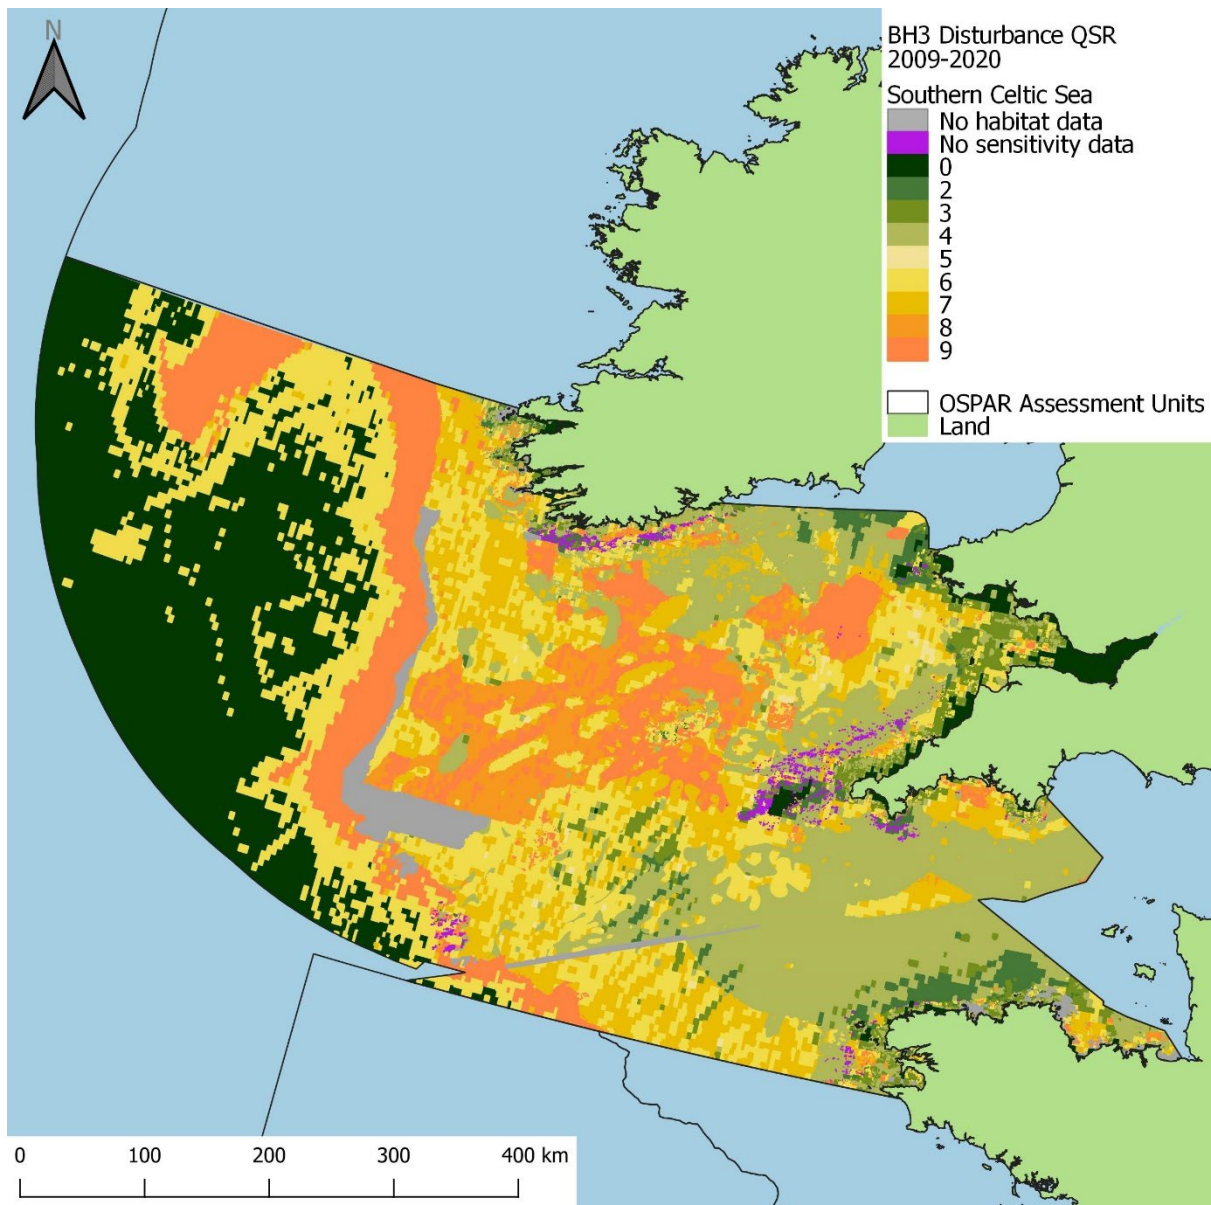 N
BH3 Disturbance QSR
2009-2020
Southern Celtic Sea
No habitat data
No sensitivity data
0
2
3
4
5
6
7
8
9
OSPAR Assessment Units
Land
0 100 200 300 400 km